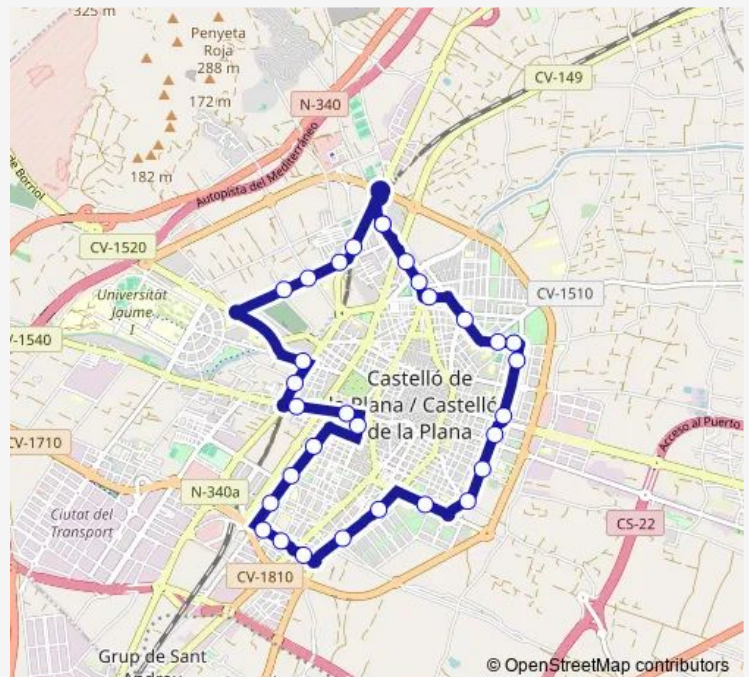 325 m
Penyeta
Roja
288 m
172 m
182 m
N-340
CV-149
Autopista del Mediterráneo
de Borriol
CV-1520
Universitat
Jaume
I
CV-1510
-1540
Castelló de
la Plana / Castelló
de la Plana
CV-1710
Acceso al Puerto
N-340a
Ciutat del
Transport
CS-22
CV-1810
Grup de Sant
© OpenStreetMap contributors